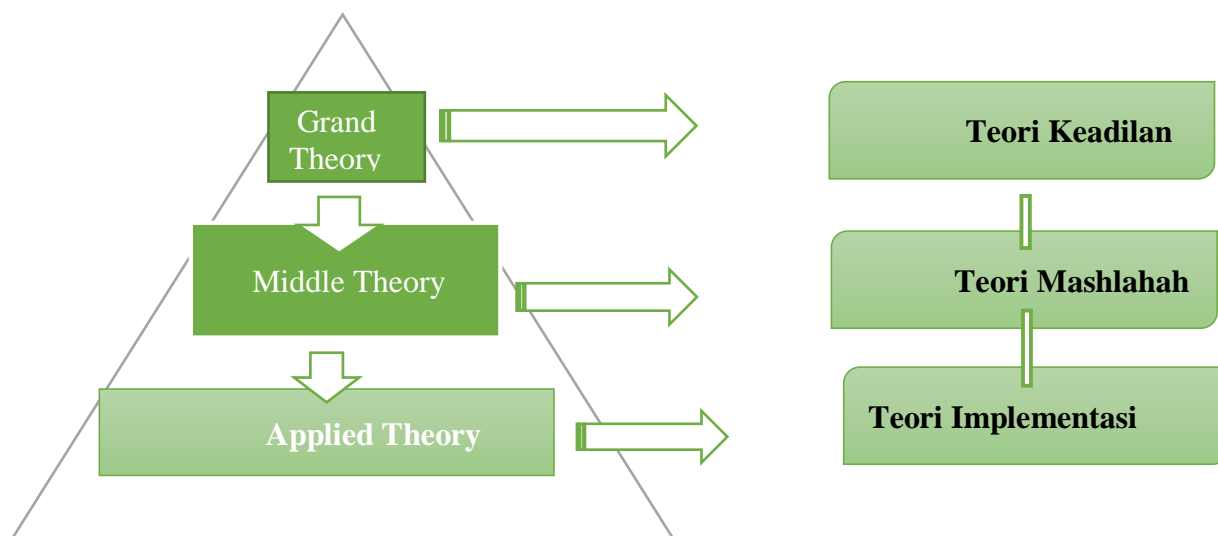 Grand
Theory
Teori Keadilan
Middle Theory
Teori Mashlahah
Applied Theory
Teori Implementasi